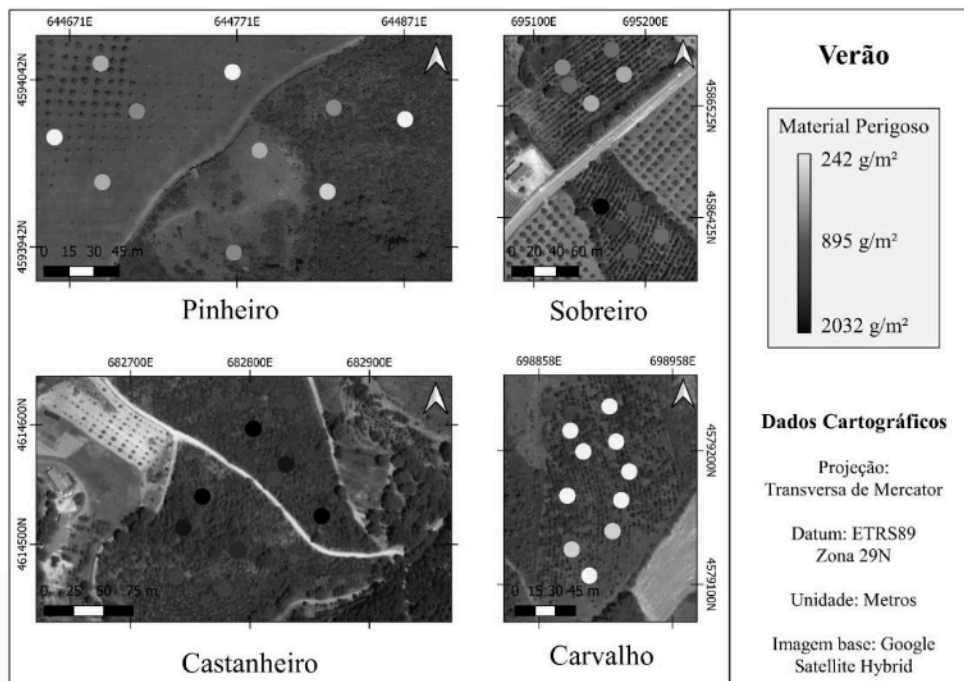 644671E 644771E 644871E
4594042N
4593942N
0 15 30 45 m
Pinheiro
695100E 695200E
4586525N
4586425N
0 20 40 60 m
Sobreiro
682700E 682800E 682900E
4614600N
4614500N
0 25 50 75 m
Castanheiro
698858E 698958E
4579200N
4579100N
0 15 30 45 m
Carvalho
Verão
Material Perigoso
242 g/m²
895 g/m²
2032 g/m²
Dados Cartográficos
Projeção:
Transversa de Mercator
Datum: ETRS89
Zona 29N
Unidade: Metros
Imagem base: Google
Satellite Hybrid